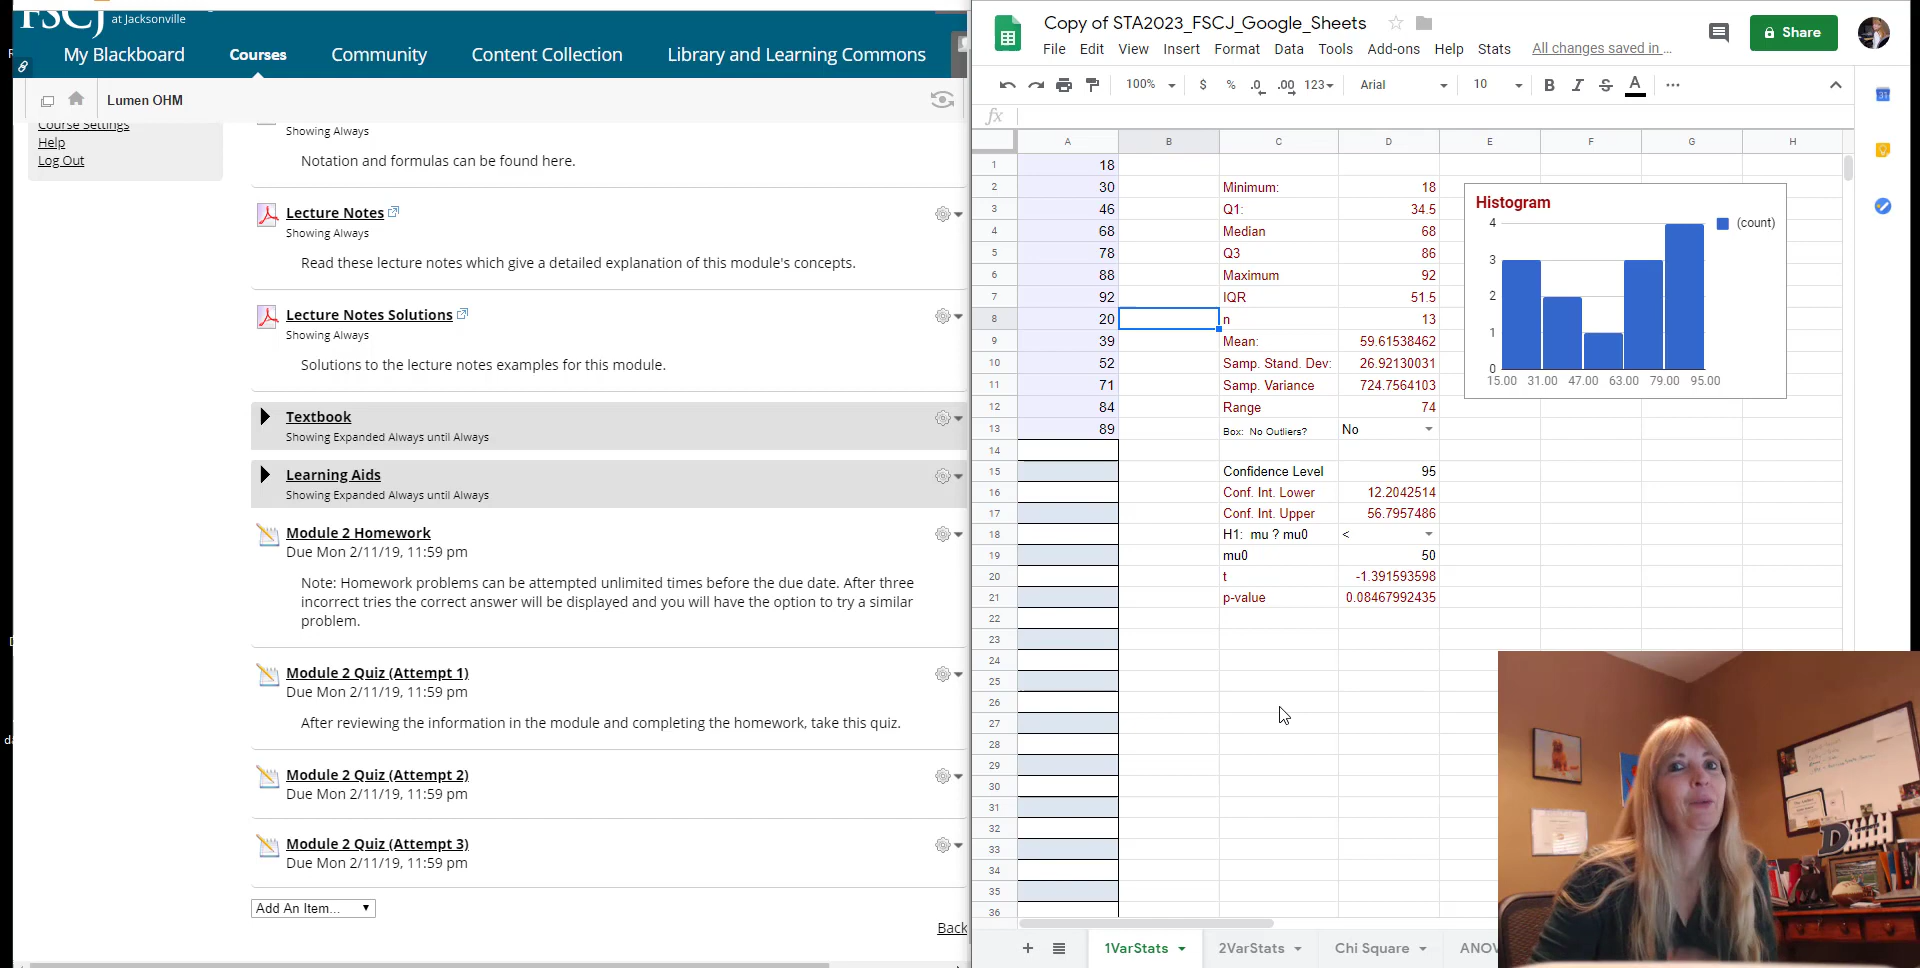 FSCJ
at Jacksonville
My Blackboard
Courses
Community
Content Collection
Library and Learning Commons
Lumen OHM
Course Settings
Help
Log Out
Showing Always
Notation and formulas can be found here.
Lecture Notes
Showing Always
Read these lecture notes which give a detailed explanation of this module's concepts.
Lecture Notes Solutions
Showing Always
Solutions to the lecture notes examples for this module.
Textbook
Showing Expanded Always until Always
Learning Aids
Showing Expanded Always until Always
Module 2 Homework
Due Mon 2/11/19, 11:59 pm
Note: Homework problems can be attempted unlimited times before the due date. After three
incorrect tries the correct answer will be displayed and you will have the option to try a similar
problem.
Module 2 Quiz (Attempt 1)
Due Mon 2/11/19, 11:59 pm
After reviewing the information in the module and completing the homework, take this quiz.
Module 2 Quiz (Attempt 2)
Due Mon 2/11/19, 11:59 pm
Module 2 Quiz (Attempt 3)
Due Mon 2/11/19, 11:59 pm
Add An Item...
Back
Copy of STA2023_FSCJ_Google_Sheets
File Edit View Insert Format Data Tools Add-ons Help Stats All changes saved in ...
Share
100% $ % .0 .00 123 Arial 10 B I S A
fx
A B C D E F G H
1 18
2 30 Minimum: 18
3 46 Q1: 34.5
4 68 Median 68
5 78 Q3 86
6 88 Maximum 92
7 92 IQR 51.5
8 20 n 13
9 39 Mean: 59.61538462
10 52 Samp. Stand. Dev: 26.92130031
11 71 Samp. Variance 724.7564103
12 84 Range 74
13 89 Box: No Outliers? No
14
15 Confidence Level 95
16 Conf. Int. Lower 12.2042514
17 Conf. Int. Upper 56.7957486
18 H1: mu ? mu0 <
19 mu0 50
20 t -1.391593598
21 p-value 0.08467992435
22
23
24
25
26
27
28
29
30
31
32
33
34
35
36
Histogram
(count)
4
3
2
1
0
15.00 31.00 47.00 63.00 79.00 95.00
31
D
1VarStats
2VarStats
Chi Square
ANOV